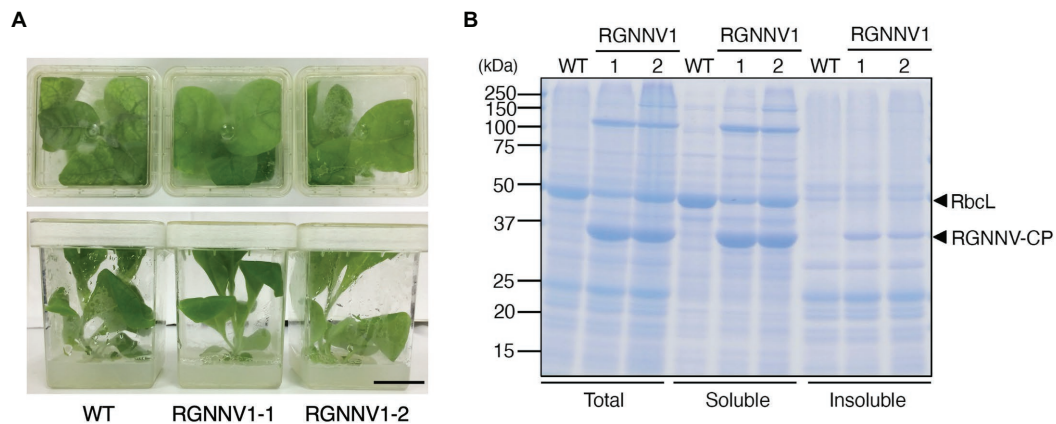 A
WT RGNNV1-1 RGNNV1-2
B
RGNNV1 RGNNV1 RGNNV1
(kDa) WT 1 2 WT 1 2 WT 1 2
250
150
100
75
50
RbcL
37
RGNNV-CP
25
20
15
Total Soluble Insoluble